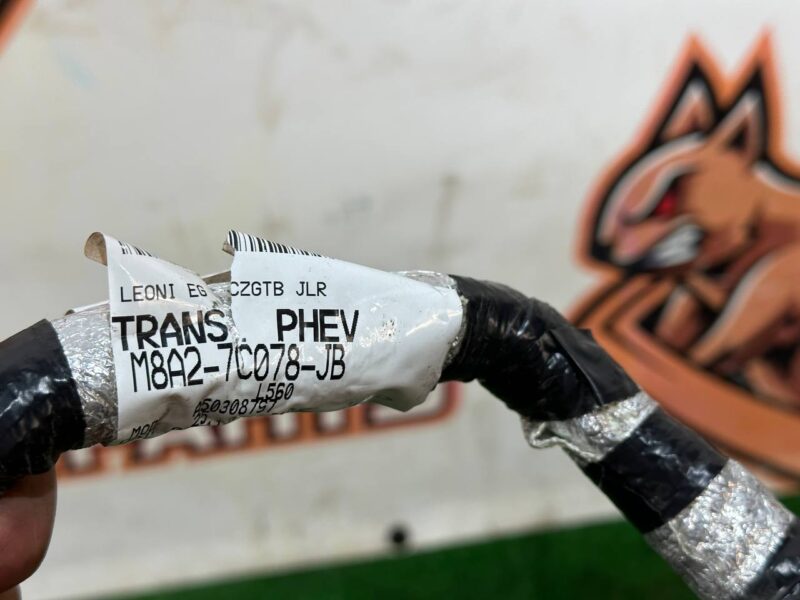 LEONI EG CZGTB JLR
TRANS PHEV
M8A2-7C078-JB
L560